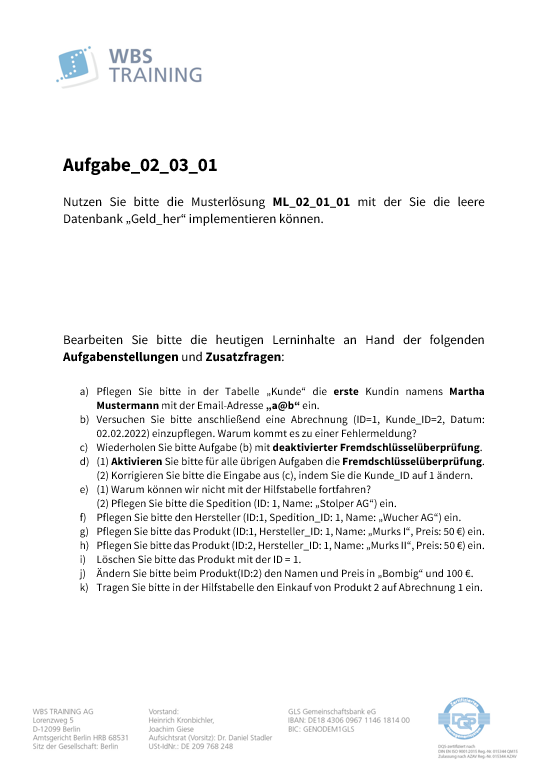 WBS
TRAINING
Aufgabe_02_03_01
Nutzen Sie bitte die Musterlösung ML_02_01_01 mit der Sie die leere
Datenbank „Geld_her“ implementieren können.
Bearbeiten Sie bitte die heutigen Lerninhalte an Hand der folgenden
Aufgabenstellungen und Zusatzfragen:
a) Pflegen Sie bitte in der Tabelle „Kunde“ die erste Kundin namens Martha
Mustermann mit der Email-Adresse „a@b“ ein.
b) Versuchen Sie bitte anschließend eine Abrechnung (ID=1, Kunde_ID=2, Datum:
02.02.2022) einzupflegen. Warum kommt es zu einer Fehlermeldung?
c) Wiederholen Sie bitte Aufgabe (b) mit deaktivierter Fremdschlüsselüberprüfung.
d) (1) Aktivieren Sie bitte für alle übrigen Aufgaben die Fremdschlüsselüberprüfung.
(2) Korrigieren Sie bitte die Eingabe aus (c), indem Sie die Kunde_ID auf 1 ändern.
e) (1) Warum können wir nicht mit der Hilfstabelle fortfahren?
(2) Pflegen Sie bitte die Spedition (ID: 1, Name: „Stolper AG“) ein.
f) Pflegen Sie bitte den Hersteller (ID:1, Spedition_ID: 1, Name: „Wucher AG“) ein.
g) Pflegen Sie bitte das Produkt (ID:1, Hersteller_ID: 1, Name: „Murks I“, Preis: 50 €) ein.
h) Pflegen Sie bitte das Produkt (ID:2, Hersteller_ID: 1, Name: „Murks II“, Preis: 50 €) ein.
i) Löschen Sie bitte das Produkt mit der ID = 1.
j) Ändern Sie bitte beim Produkt(ID:2) den Namen und Preis in „Bombig“ und 100 €.
k) Tragen Sie bitte in der Hilfstabelle den Einkauf von Produkt 2 auf Abrechnung 1 ein.
WBS TRAINING AG
Lorenzweg 5
D-12099 Berlin
Amtsgericht Berlin HRB 68531
Sitz der Gesellschaft: Berlin
Vorstand:
Heinrich Kronbichler,
Joachim Giese
Aufsichtsrat (Vorsitz): Dr. Daniel Stadler
USt-IdNr.: DE 209 768 248
GLS Gemeinschaftsbank eG
IBAN: DE18 4306 0967 1146 1814 00
BIC: GENODEM1GLS
DQS